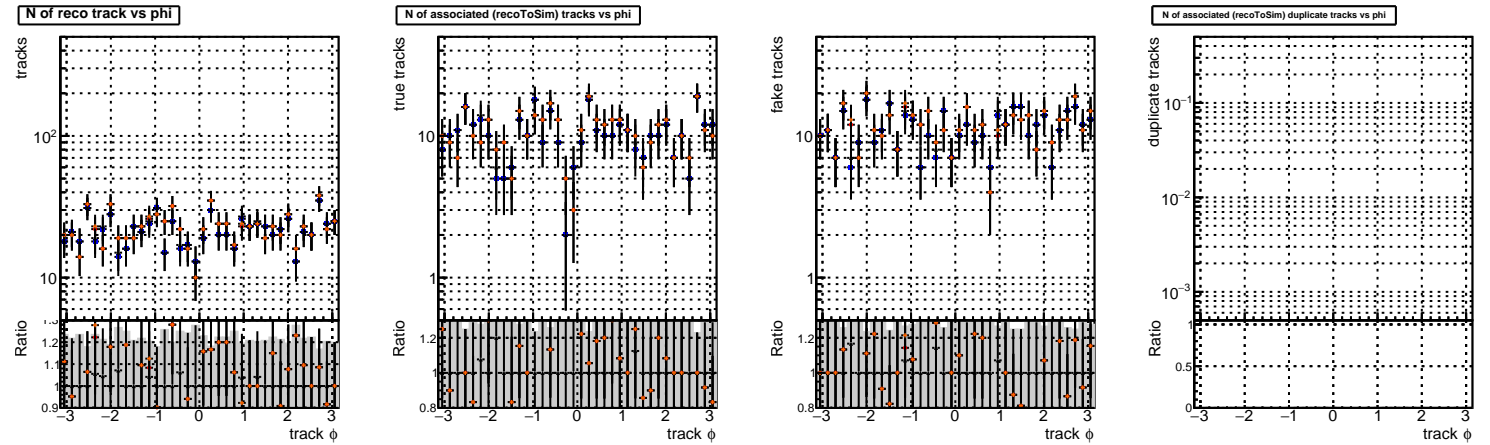 N of reco track vs phi
tracks
10²
10
Ratio
1.3
1.2
1.1
1
0.9
−3 −2 −1 0 1 2 3
track ϕ
N of associated (recoToSim) tracks vs phi
true tracks
10
1
Ratio
1.2
1
0.8
−3 −2 −1 0 1 2 3
track ϕ
fake tracks
10
1
Ratio
1.2
1
0.8
−3 −2 −1 0 1 2 3
track ϕ
N of associated (recoToSim) duplicate tracks vs phi
duplicate tracks
10⁻¹
10⁻²
10⁻³
Ratio
1
0.5
0
−3 −2 −1 0 1 2 3
track ϕ